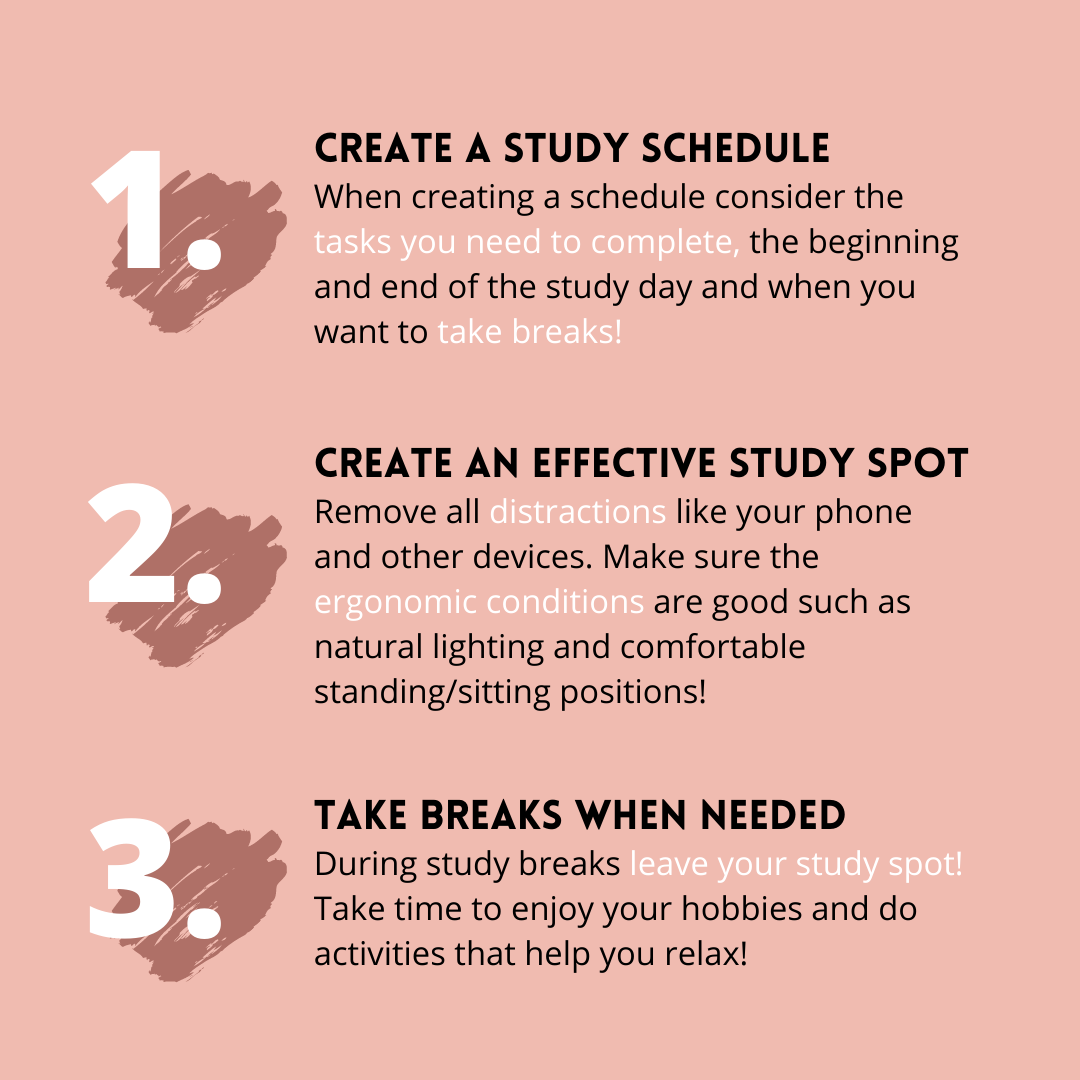 1.
CREATE A STUDY SCHEDULE
When creating a schedule consider the
tasks you need to complete, the beginning
and end of the study day and when you
want to take breaks!
2.
CREATE AN EFFECTIVE STUDY SPOT
Remove all distractions like your phone
and other devices. Make sure the
ergonomic conditions are good such as
natural lighting and comfortable
standing/sitting positions!
3.
TAKE BREAKS WHEN NEEDED
During study breaks leave your study spot!
Take time to enjoy your hobbies and do
activities that help you relax!